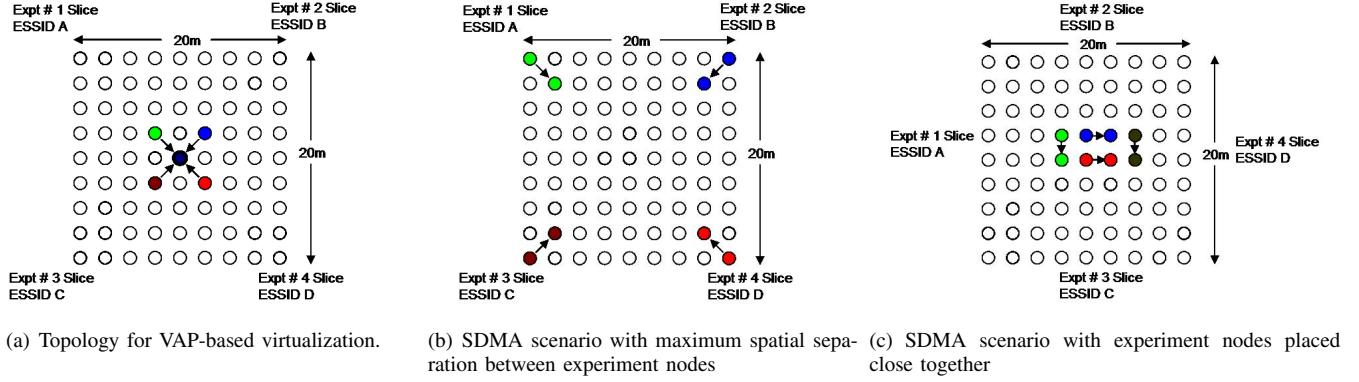 Expt # 1 Slice
ESSID A
Expt # 2 Slice
ESSID B
20m
20m
Expt # 3 Slice
ESSID C
Expt # 4 Slice
ESSID D
(a) Topology for VAP-based virtualization.
Expt # 1 Slice
ESSID A
Expt # 2 Slice
ESSID B
20m
20m
Expt # 3 Slice
ESSID C
Expt # 4 Slice
ESSID D
(b) SDMA scenario with maximum spatial sepa-
ration between experiment nodes
Expt # 2 Slice
ESSID B
20m
Expt # 1 Slice
ESSID A
20m
Expt # 4 Slice
ESSID D
Expt # 3 Slice
ESSID C
(c) SDMA scenario with experiment nodes placed
close together